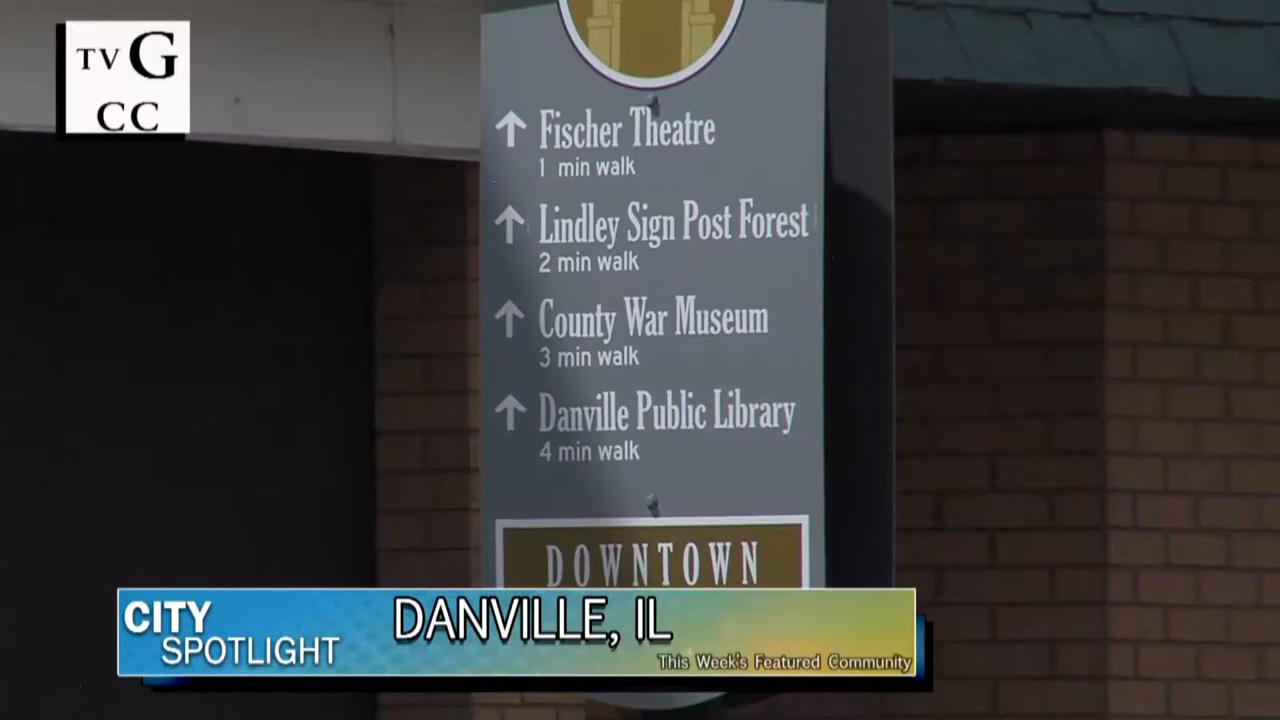 TV G
CC
Fischer Theatre
1 min walk
Lindley Sign Post Forest
2 min walk
County War Museum
3 min walk
Danville Public Library
4 min walk
DOWNTOWN
CITY
SPOTLIGHT
DANVILLE, IL
This Week's Featured Community